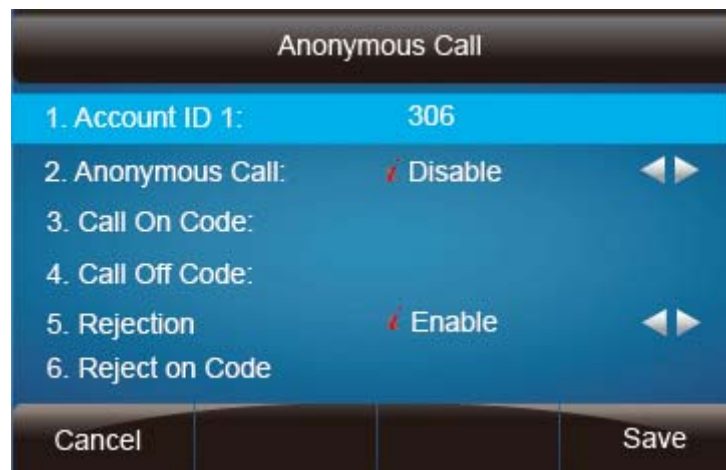 Anonymous Call
1. Account ID 1: 306
2. Anonymous Call: i Disable
3. Call On Code:
4. Call Off Code:
5. Rejection i Enable
6. Reject on Code
Cancel Save